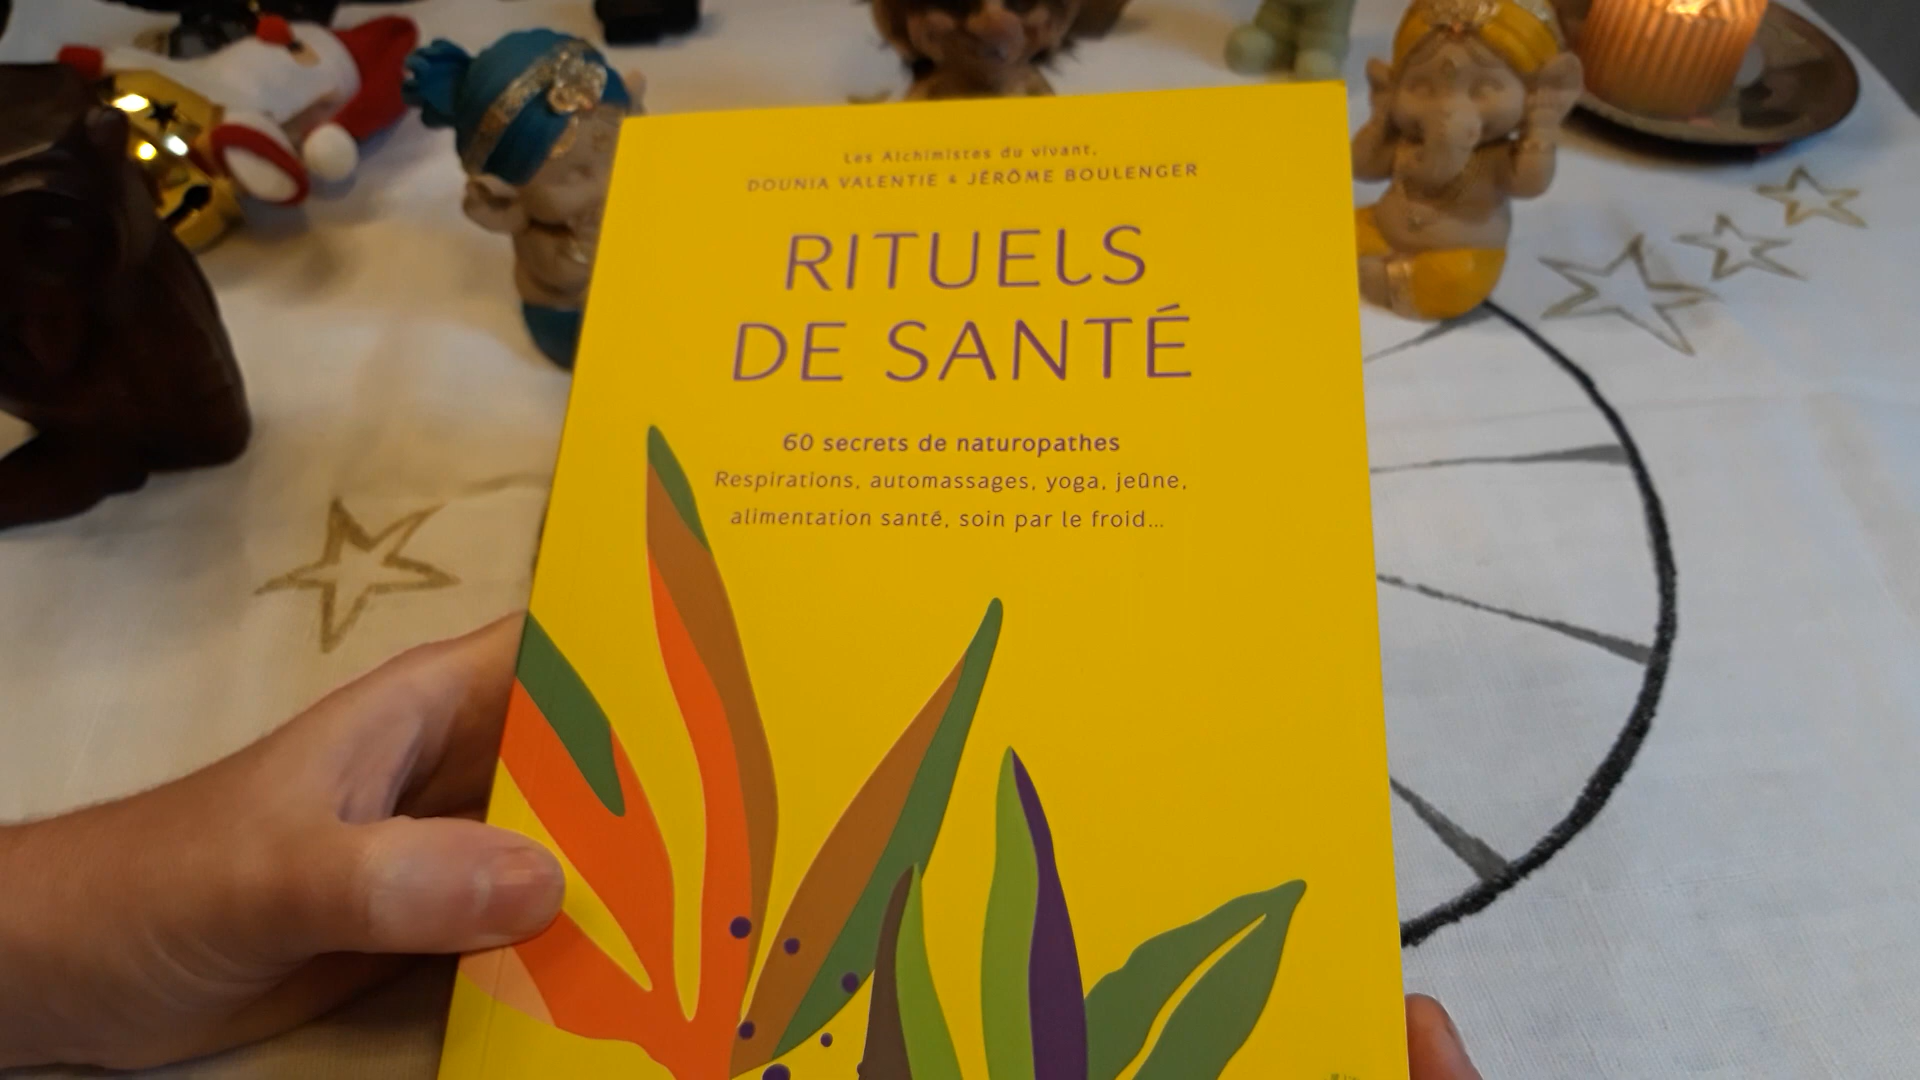 Les Alchimistes du vivant,
DOUNIA VALENTIE & JÉRÔME BOULENGER
RITUELS
DE SANTÉ
60 secrets de naturopathes
Respirations, automassages, yoga, jeûne,
alimentation santé, soin par le froid...